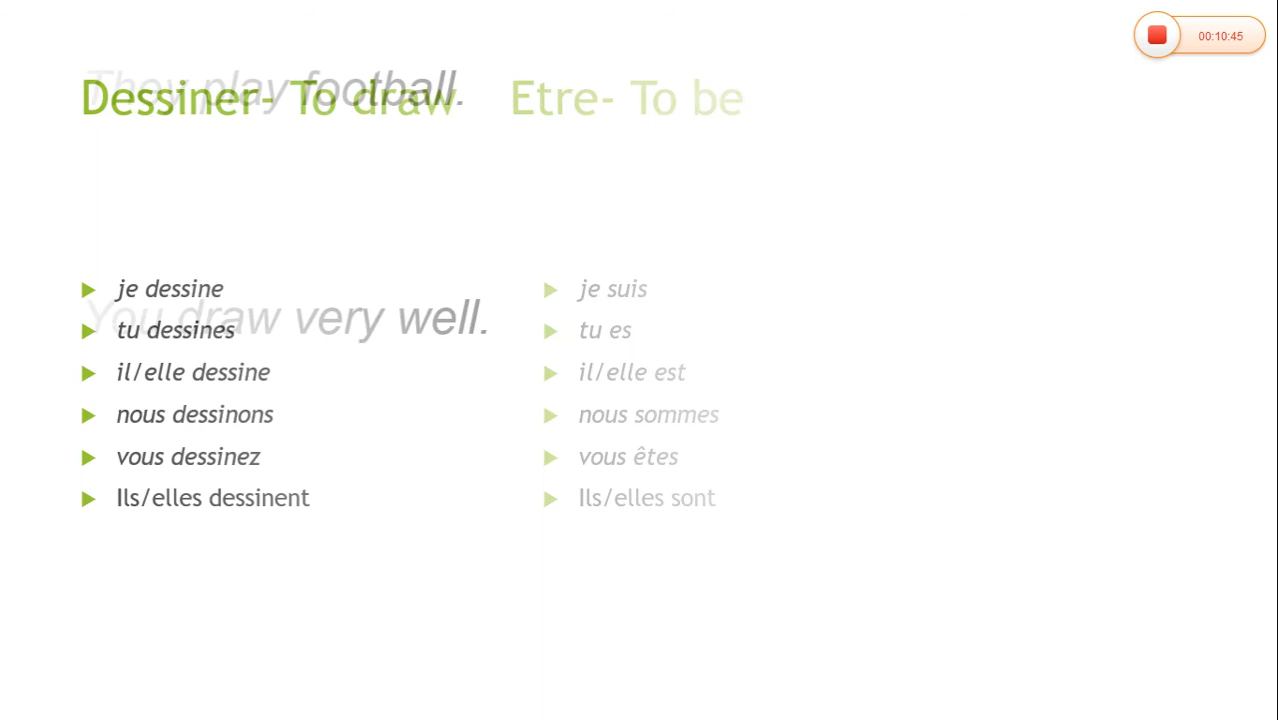 00:10:45
They play football.
Dessiner- To draw Etre- To be
je dessine
You draw very well.
tu dessines
il/elle dessine
nous dessinons
vous dessinez
Ils/elles dessinent
je suis
tu es
il/elle est
nous sommes
vous êtes
Ils/elles sont